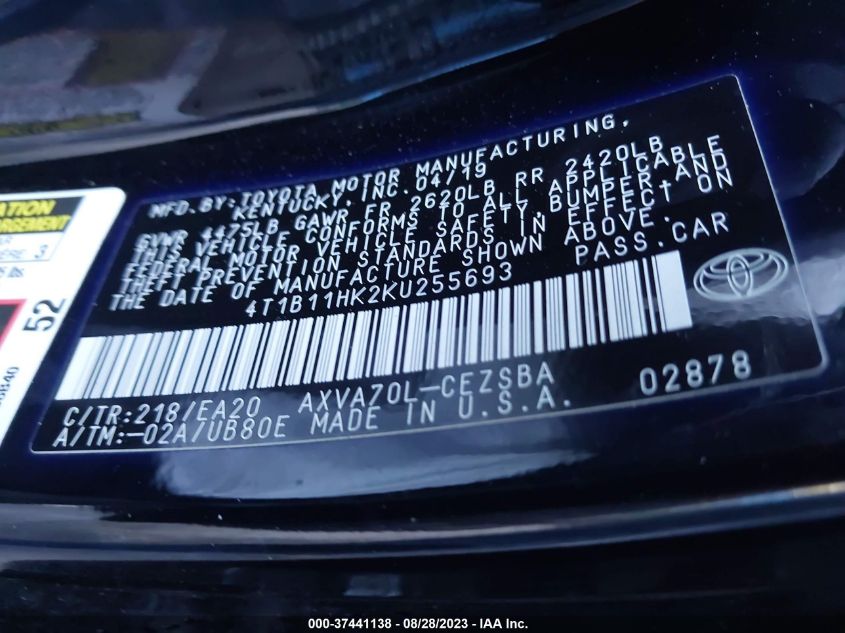 MFD.BY:TOYOTA MOTOR MANUFACTURING,
KENTUCKY, INC.04/19
GVWR 4475LB GAWR FR 2620LB RR 2420LB
THIS VEHICLE CONFORMS TO ALL APPLICABLE
FEDERAL MOTOR VEHICLE SAFETY, BUMPER, AND
THEFT PREVENTION STANDARDS IN EFFECT ON
THE DATE OF MANUFACTURE SHOWN ABOVE.
4T1B11HK2KU255693 PASS.CAR
C/TR:218/EA20 AXVA70L-CEZSBA 02878
A/TM:-02A/UB80E MADE IN U.S.A.
52
000-37441138 | 08/28/2023 | IAA Inc.